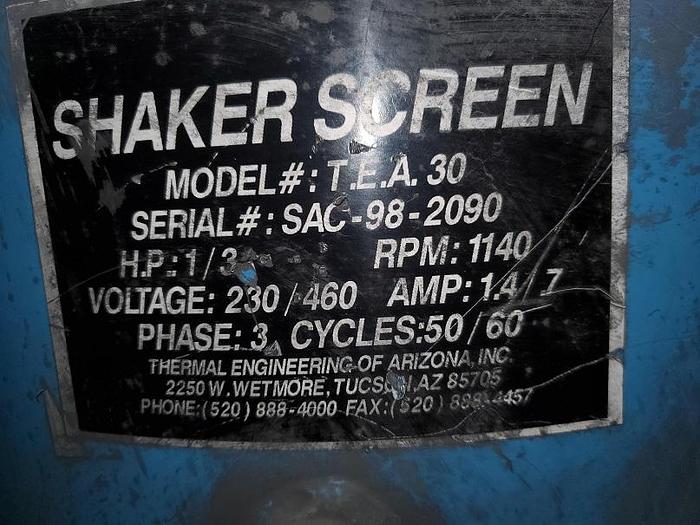 SHAKER SCREEN
MODEL#: T.E.A. 30
SERIAL#: SAC-98-2090
H.P.: 1/3 RPM: 1140
VOLTAGE: 230/460 AMP: 1.4/.7
PHASE: 3 CYCLES: 50/60
THERMAL ENGINEERING OF ARIZONA, INC.
2250 W. WETMORE, TUCSON, AZ 85705
PHONE: (520) 888-4000 FAX: (520) 888-4457